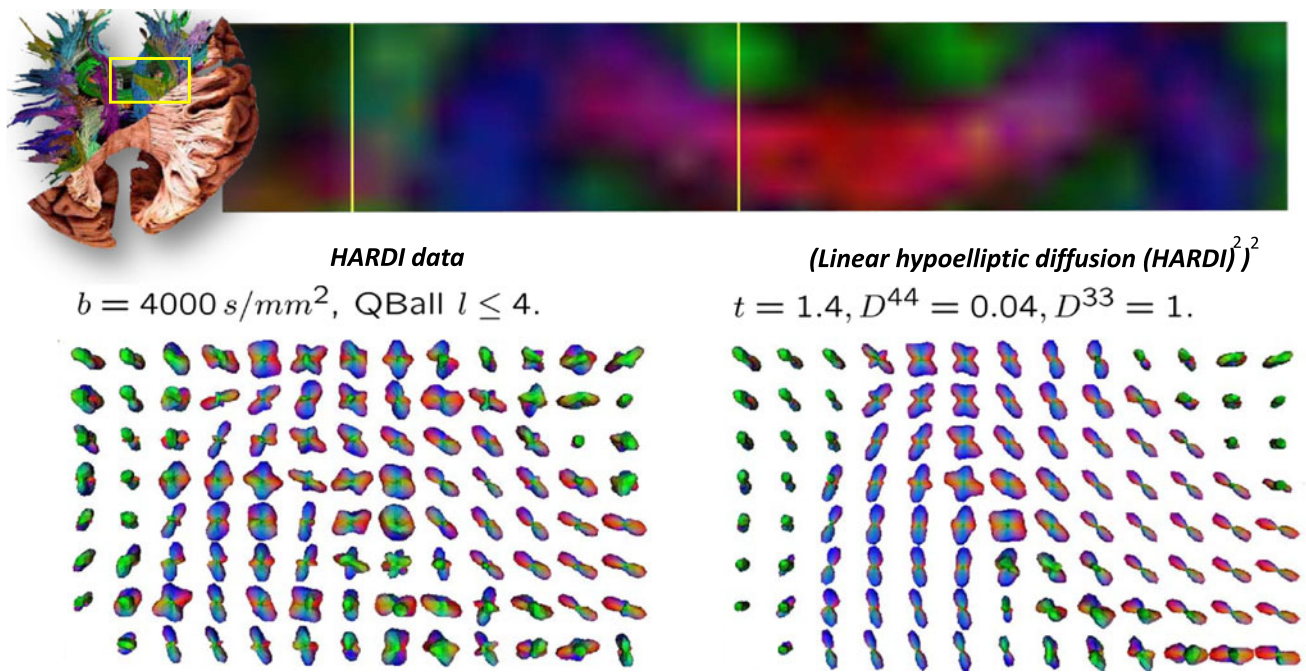 HARDI data
(Linear hypoelliptic diffusion (HARDI)²)²
b = 4000 s/mm², QBall l ≤ 4.
t = 1.4, D⁴⁴ = 0.04, D³³ = 1.